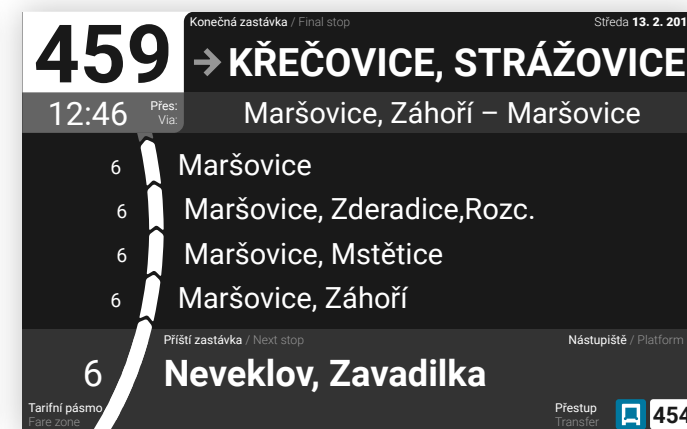 459
Konečná zastávka / Final stop
Středa 13. 2. 201
→ KŘEČOVICE, STRÁŽOVICE
12:46
Přes:
Via:
Maršovice, Záhoří – Maršovice
6 Maršovice
6 Maršovice, Zderadice,Rozc.
6 Maršovice, Mstětice
6 Maršovice, Záhoří
Příští zastávka / Next stop
Nástupiště / Platform
6 Neveklov, Zavadilka
Tarifní pásmo
Fare zone
Přestup
Transfer
454